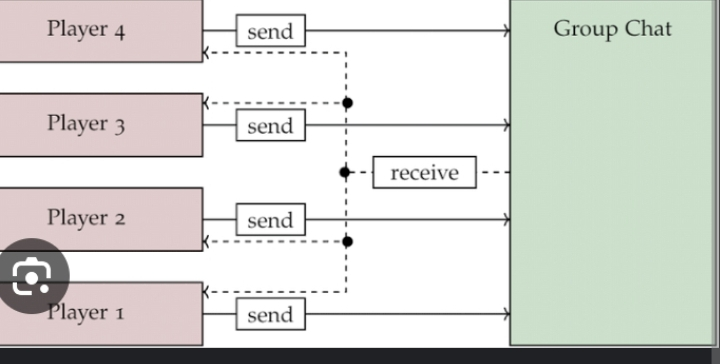 Player 4
send
Group Chat
Player 3
send
receive
Player 2
send
Player 1
send